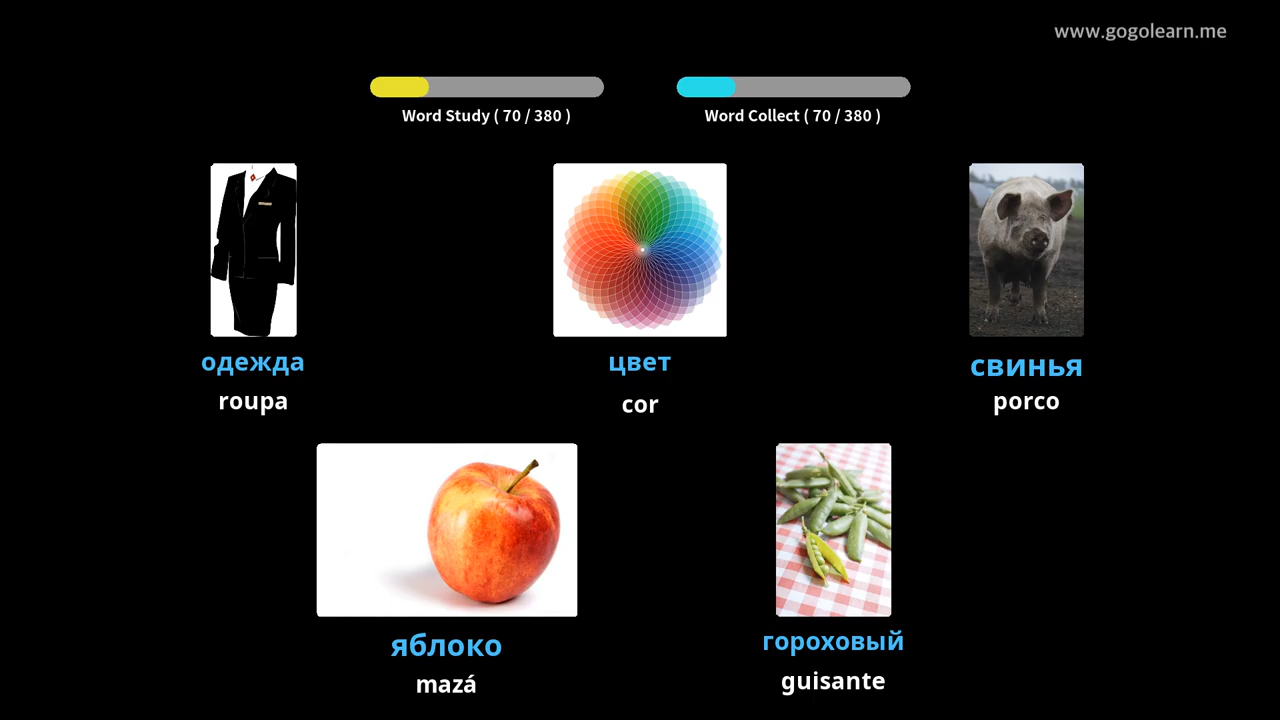 www.gogolearn.me
Word Study ( 70 / 380 )
Word Collect ( 70 / 380 )
одежда
roupa
цвет
cor
свинья
porco
яблоко
mazá
гороховый
guisante